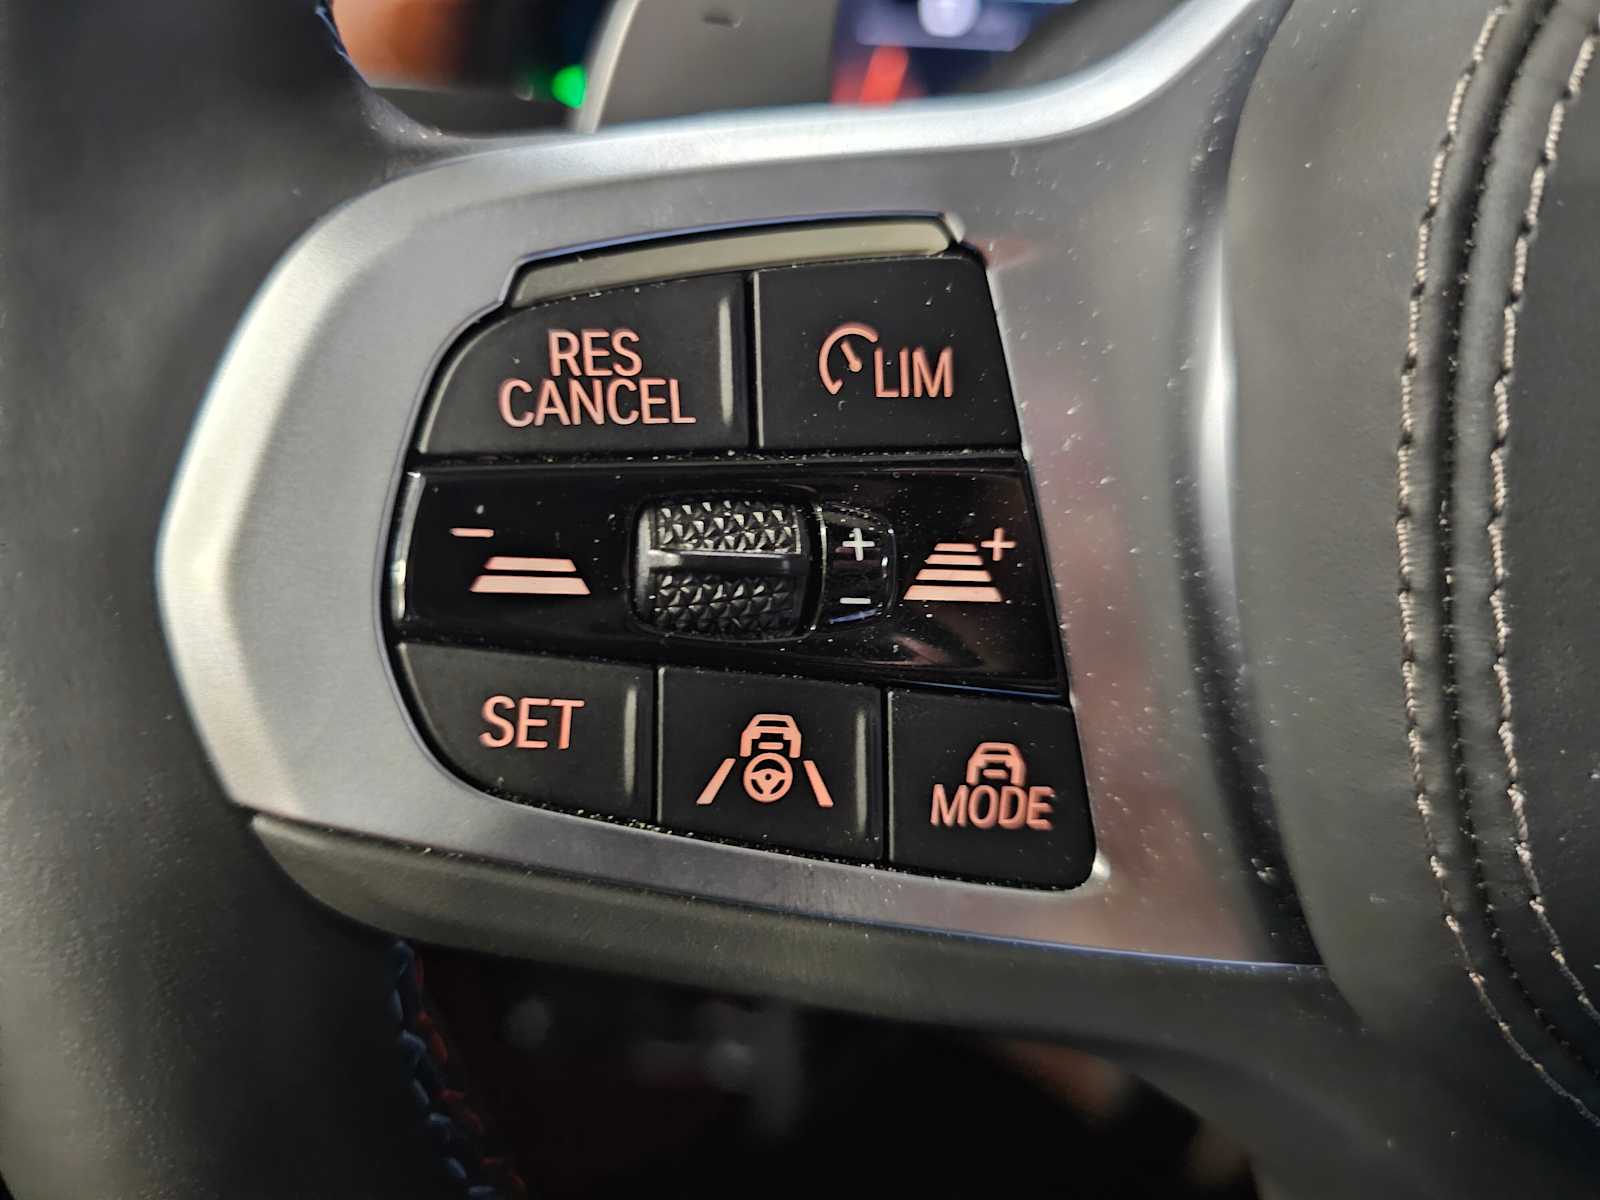 RES
CANCEL
LIM
- + +
-
SET
MODE